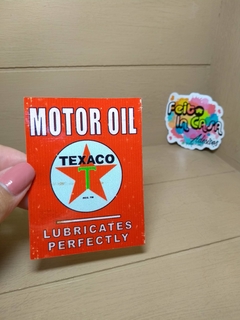 MOTOR OIL
TEXACO
T
LUBRICATES
PERFECTLY
Feito
In Casa